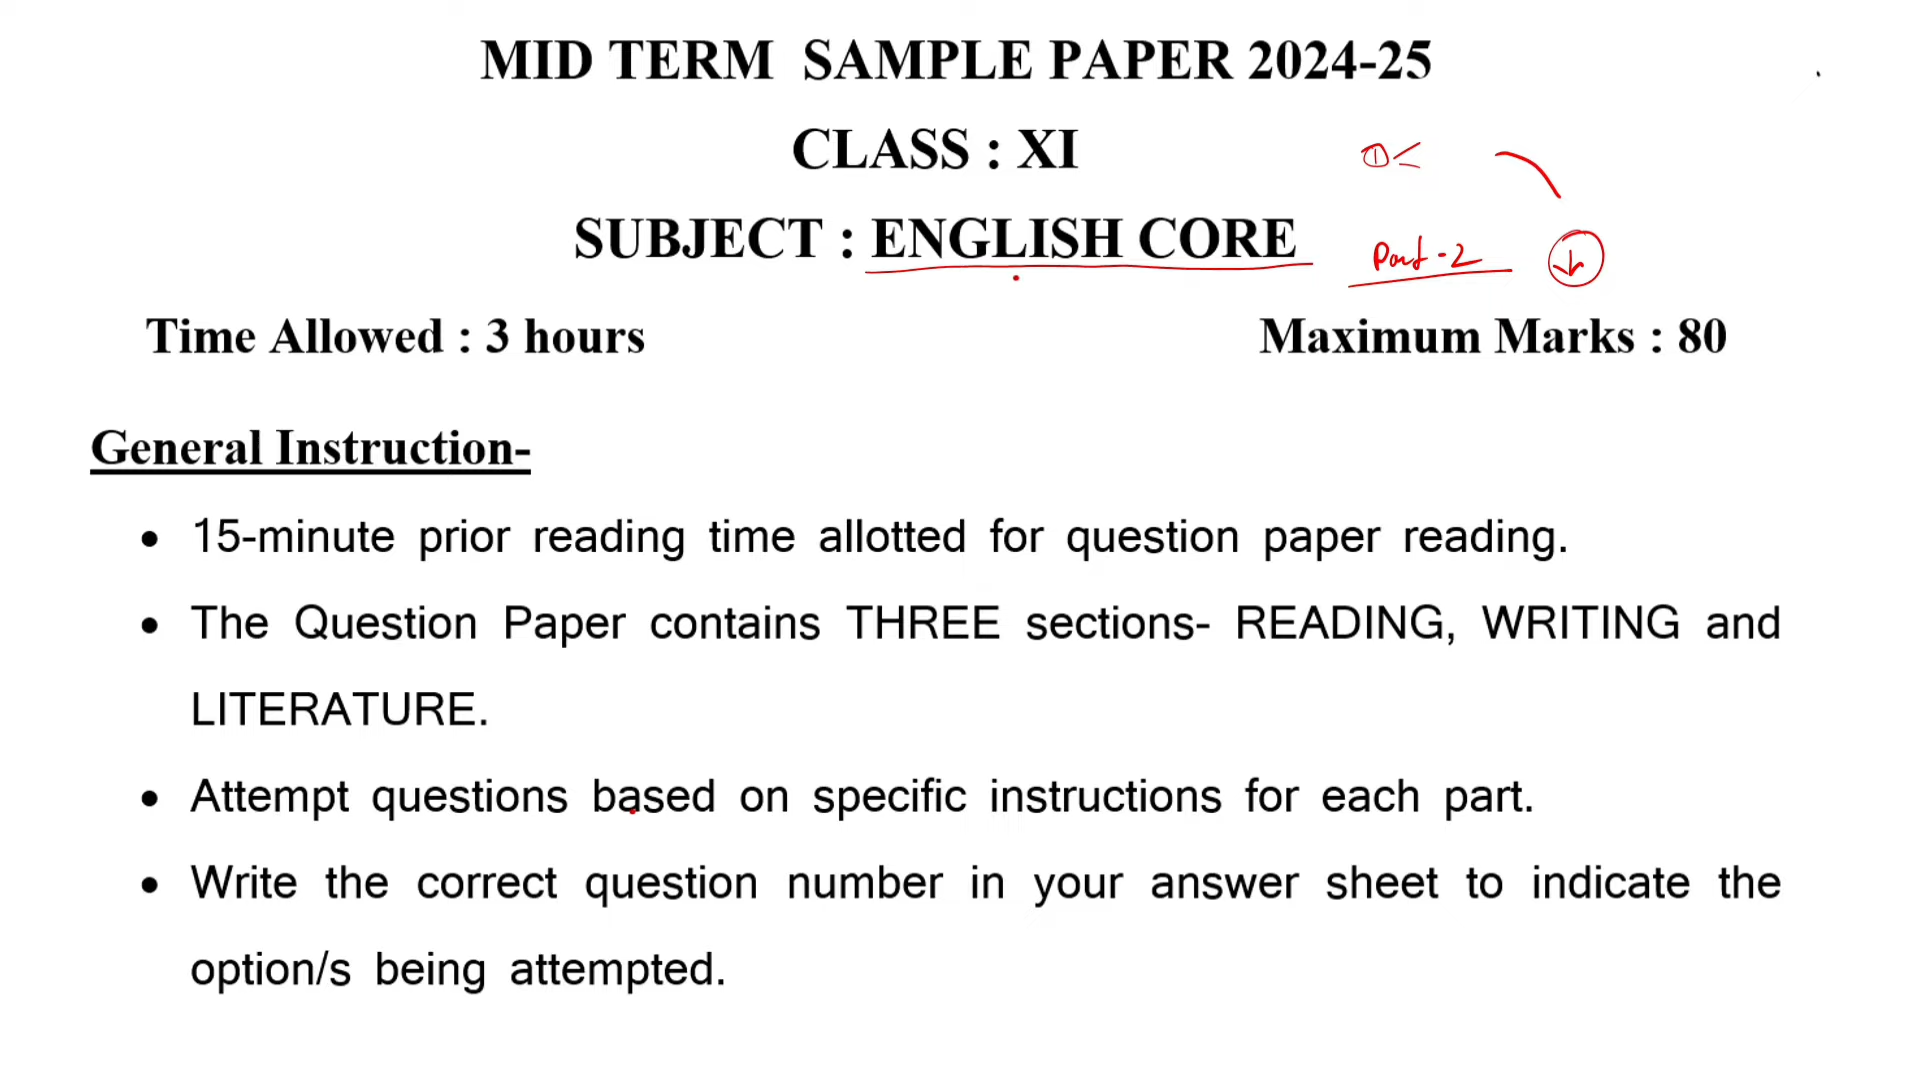 MID TERM SAMPLE PAPER 2024-25
CLASS : XI
①<
SUBJECT : ENGLISH CORE
Part-2
Time Allowed : 3 hours
Maximum Marks : 80
General Instruction-
• 15-minute prior reading time allotted for question paper reading.
• The Question Paper contains THREE sections- READING, WRITING and
LITERATURE.
• Attempt questions based on specific instructions for each part.
• Write the correct question number in your answer sheet to indicate the
option/s being attempted.